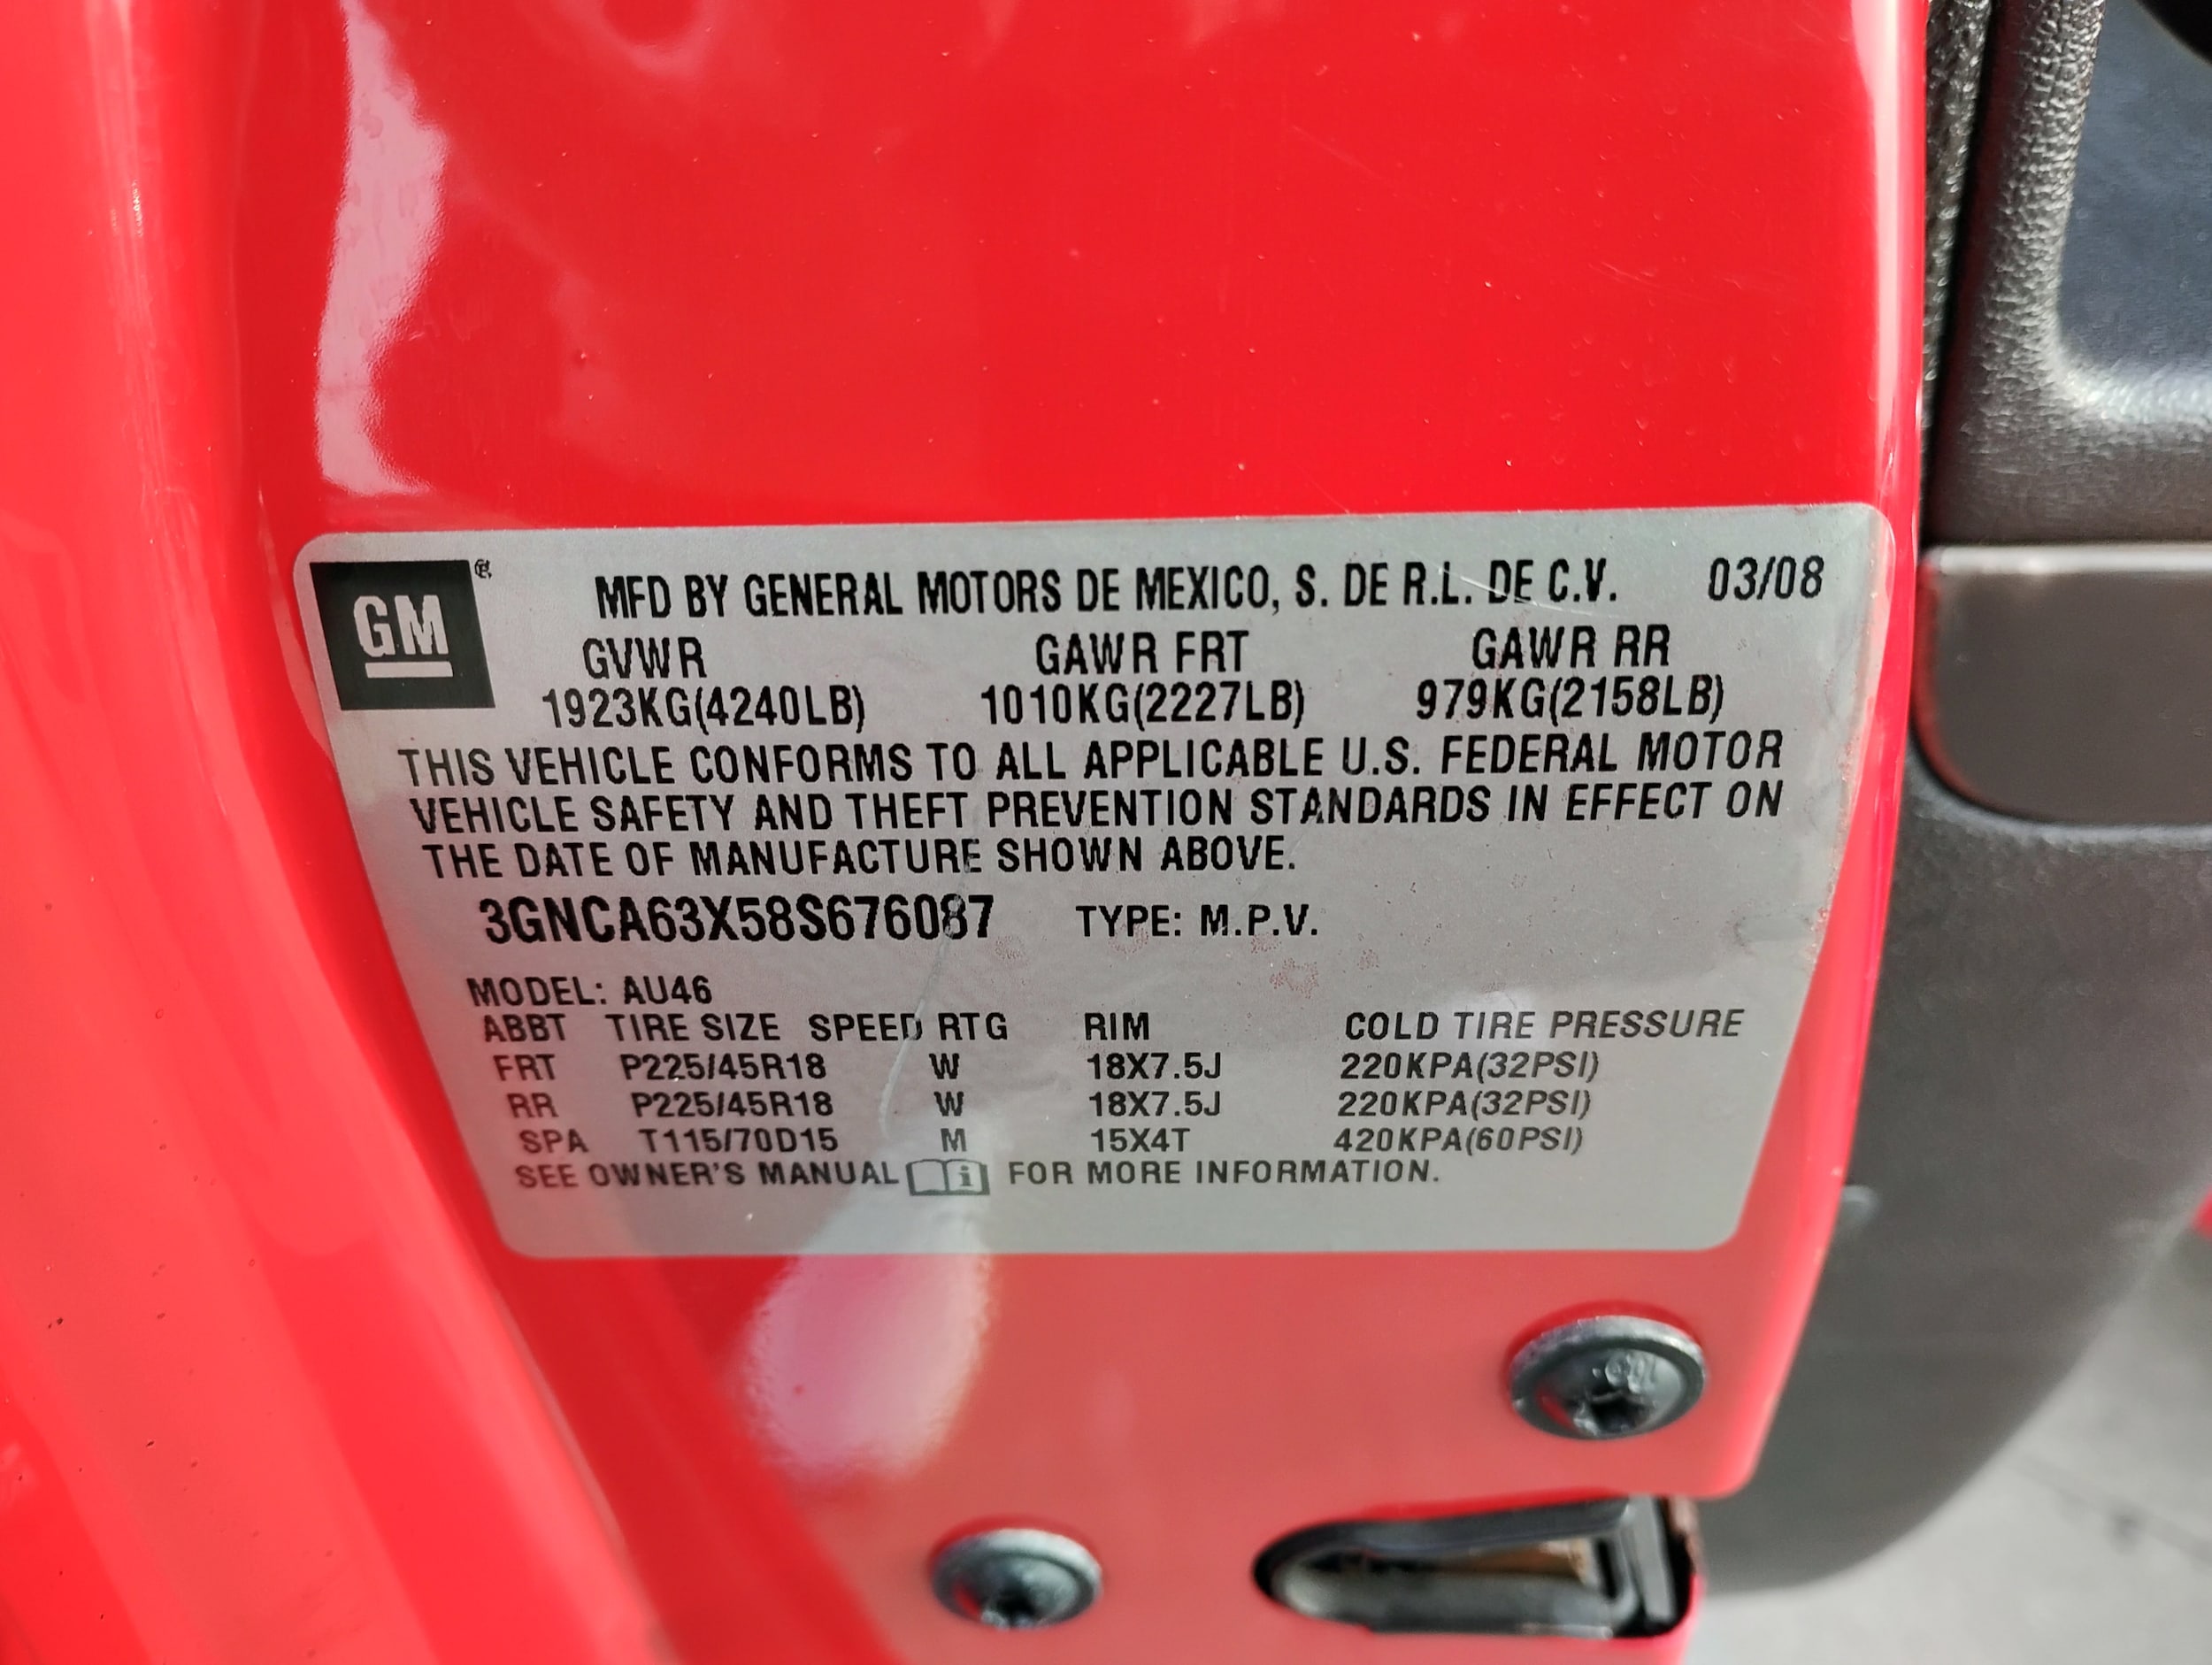 GM®
MFD BY GENERAL MOTORS DE MEXICO, S. DE R.L. DE C.V. 03/08
GVWR GAWR FRT GAWR RR
1923KG(4240LB) 1010KG(2227LB) 979KG(2158LB)
THIS VEHICLE CONFORMS TO ALL APPLICABLE U.S. FEDERAL MOTOR
VEHICLE SAFETY AND THEFT PREVENTION STANDARDS IN EFFECT ON
THE DATE OF MANUFACTURE SHOWN ABOVE.
3GNCA63X58S676087 TYPE: M.P.V.
MODEL: AU46
ABBT TIRE SIZE SPEED RTG RIM COLD TIRE PRESSURE
FRT P225/45R18 W 18X7.5J 220KPA(32PSI)
RR P225/45R18 W 18X7.5J 220KPA(32PSI)
SPA T115/70D15 M 15X4T 420KPA(60PSI)
SEE OWNER'S MANUAL i FOR MORE INFORMATION.